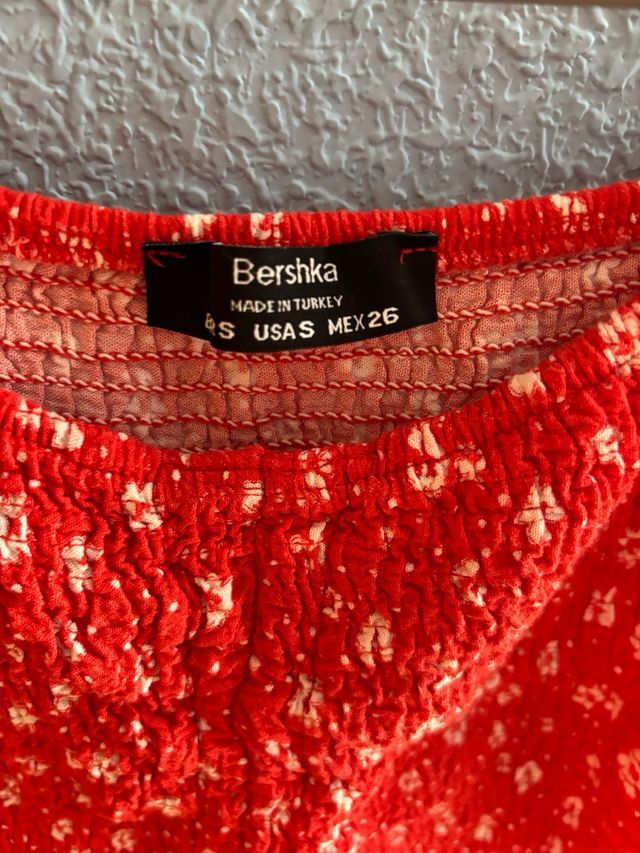 Bershka
MADE IN TURKEY
S USA S MEX 26